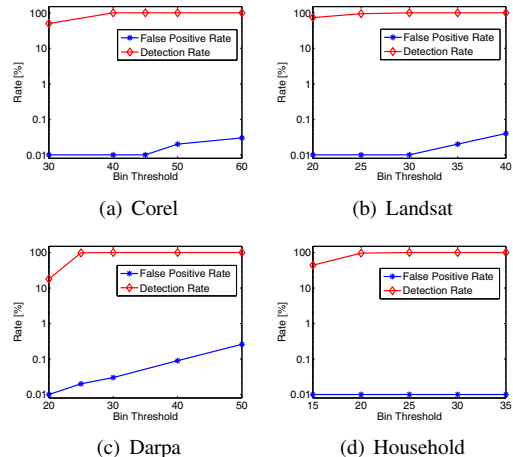 100
10
1
0.1
0.01
Rate [%]
False Positive Rate
Detection Rate
30 40 50 60
Bin Threshold
(a) Corel
100
10
1
0.1
0.01
Rate [%]
False Positive Rate
Detection Rate
20 25 30 35 40
Bin Threshold
(b) Landsat
100
10
1
0.1
0.01
Rate [%]
False Positive Rate
Detection Rate
20 30 40 50
Bin Threshold
(c) Darpa
100
10
1
0.1
0.01
Rate [%]
False Positive Rate
Detection Rate
15 20 25 30 35
Bin Threshold
(d) Household